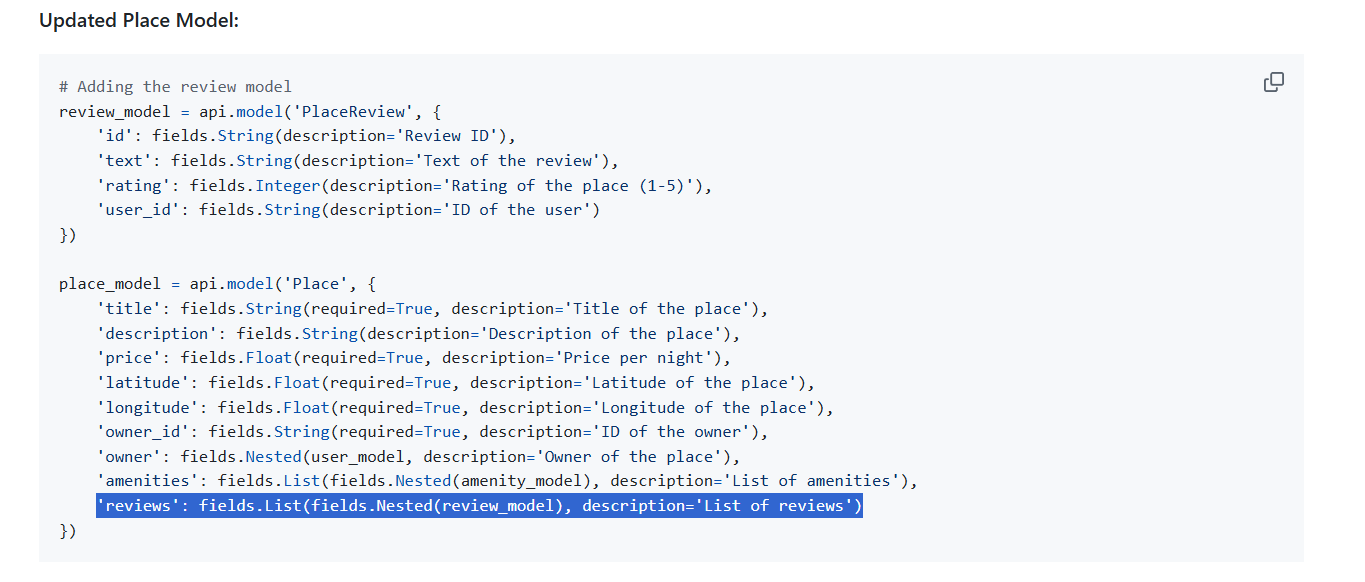 Updated Place Model:
# Adding the review model
review_model = api.model('PlaceReview', {
    'id': fields.String(description='Review ID'),
    'text': fields.String(description='Text of the review'),
    'rating': fields.Integer(description='Rating of the place (1-5)'),
    'user_id': fields.String(description='ID of the user')
})

place_model = api.model('Place', {
    'title': fields.String(required=True, description='Title of the place'),
    'description': fields.String(description='Description of the place'),
    'price': fields.Float(required=True, description='Price per night'),
    'latitude': fields.Float(required=True, description='Latitude of the place'),
    'longitude': fields.Float(required=True, description='Longitude of the place'),
    'owner_id': fields.String(required=True, description='ID of the owner'),
    'owner': fields.Nested(user_model, description='Owner of the place'),
    'amenities': fields.List(fields.Nested(amenity_model), description='List of amenities'),
    'reviews': fields.List(fields.Nested(review_model), description='List of reviews')
})